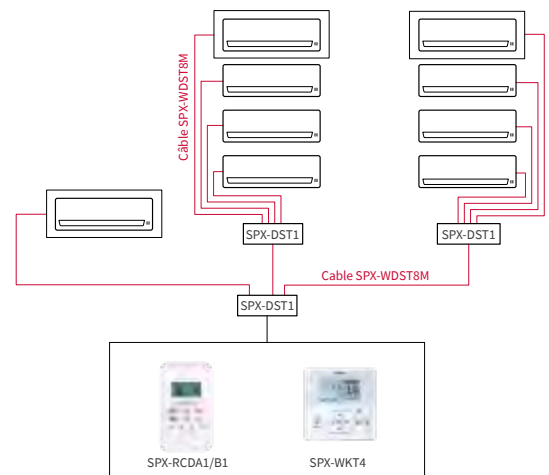 Câble SPX-WDST8M
SPX-DST1
SPX-DST1
Cable SPX-WDST8M
SPX-DST1
SPX-RCDA1/B1
SPX-WKT4